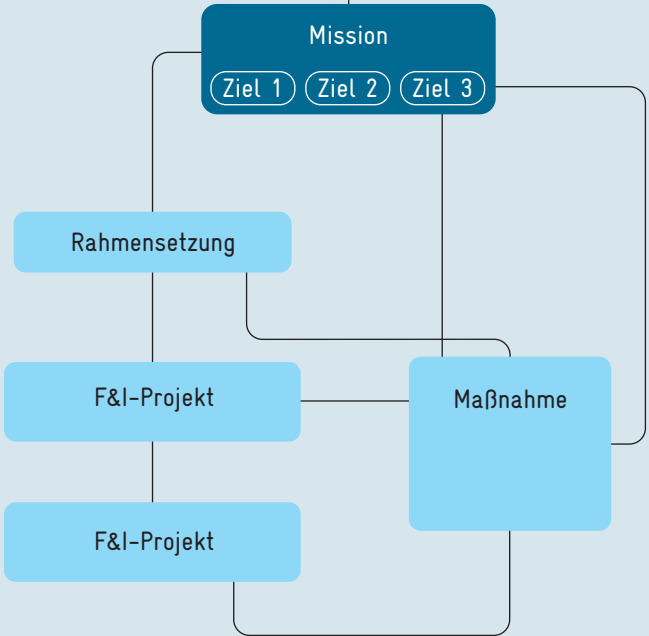 Mission
Ziel 1 Ziel 2 Ziel 3
Rahmensetzung
F&I-Projekt
Maßnahme
F&I-Projekt